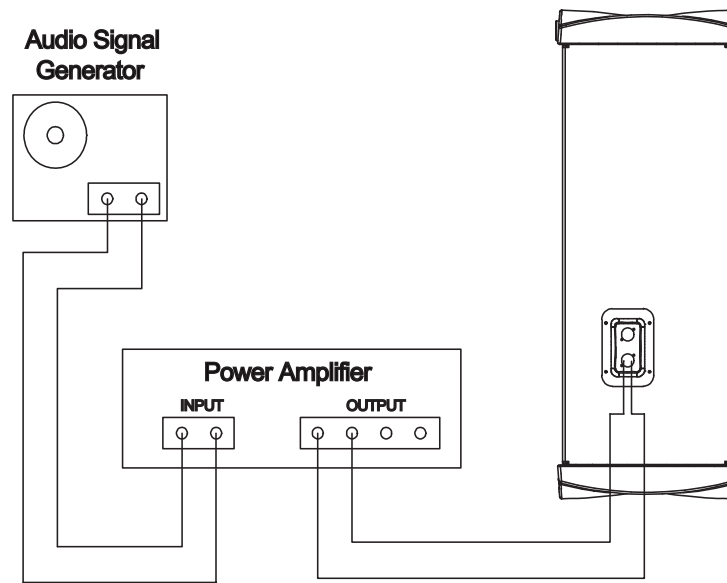 Audio Signal
Generator
Power Amplifier
INPUT
OUTPUT